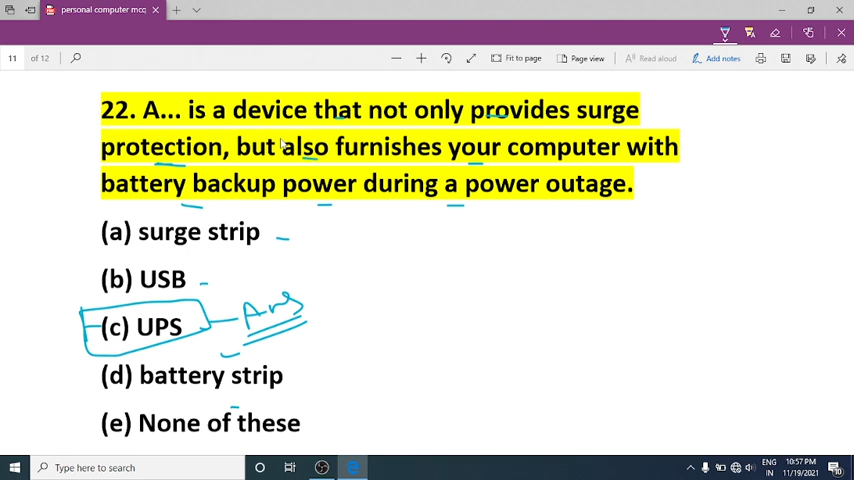 personal computer mcq
11 of 12
Fit to page
Page view
Read aloud
Add notes
22. A... is a device that not only provides surge
protection, but also furnishes your computer with
battery backup power during a power outage.
(a) surge strip
(b) USB
(c) UPS
Ans
(d) battery strip
(e) None of these
Type here to search
ENG
IN
10:57 PM
11/19/2021
10